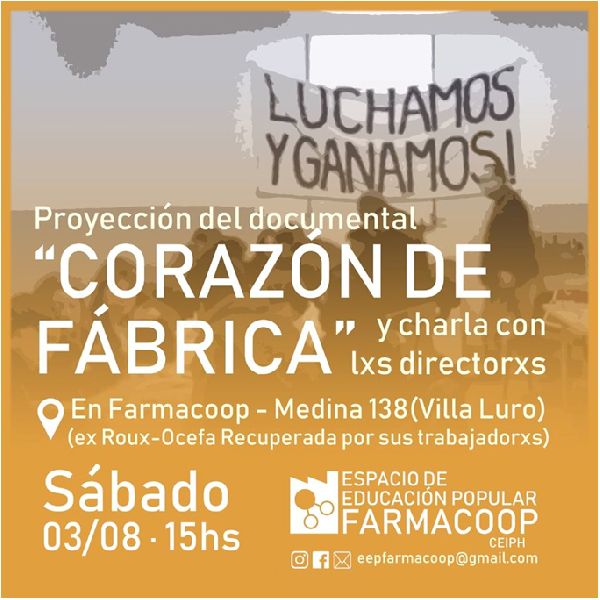 LUCHAMOS
Y GANAMOS!
Proyección del documental
“CORAZÓN DE
FÁBRICA” y charla con
lxs directorxs
En Farmacoop - Medina 138(Villa Luro)
(ex Roux-Ocefa Recuperada por sus trabajadorxs)
Sábado
03/08 · 15hs
ESPACIO DE
EDUCACIÓN POPULAR
FARMACOOP
CEIPH
eepfarmacoop@gmail.com